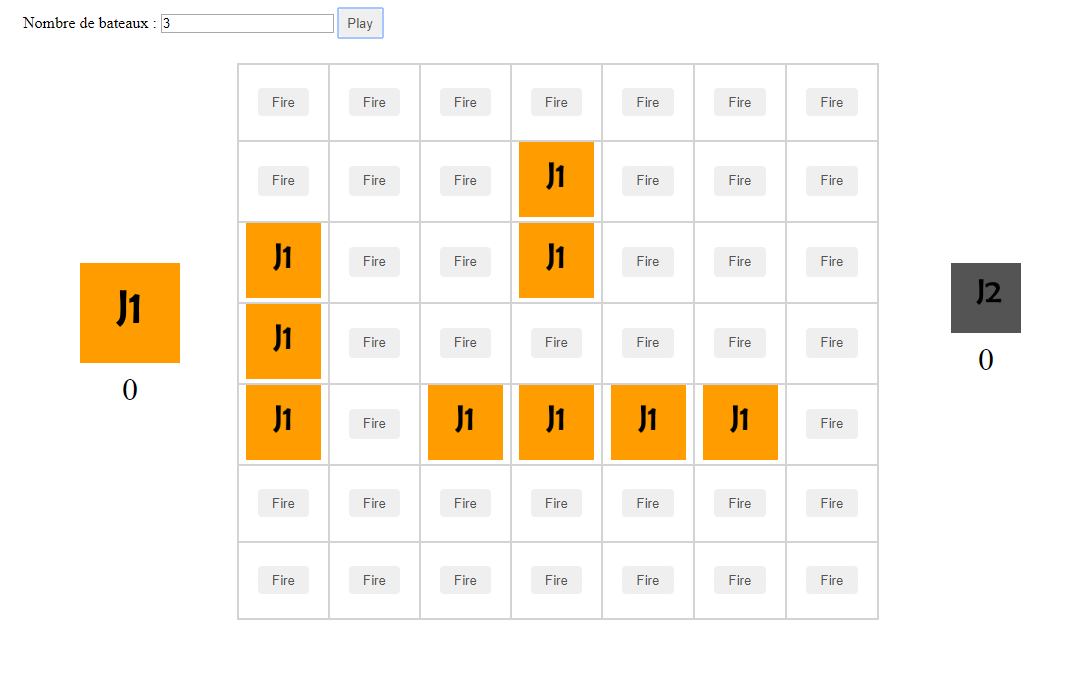 Nombre de bateaux : 3 Play
Fire Fire Fire Fire Fire Fire Fire
Fire Fire Fire J1 Fire Fire Fire
J1 Fire Fire J1 Fire Fire Fire
J1 J2
J1 Fire Fire Fire Fire Fire Fire
0 0
J1 Fire J1 J1 J1 J1 Fire
Fire Fire Fire Fire Fire Fire Fire
Fire Fire Fire Fire Fire Fire Fire